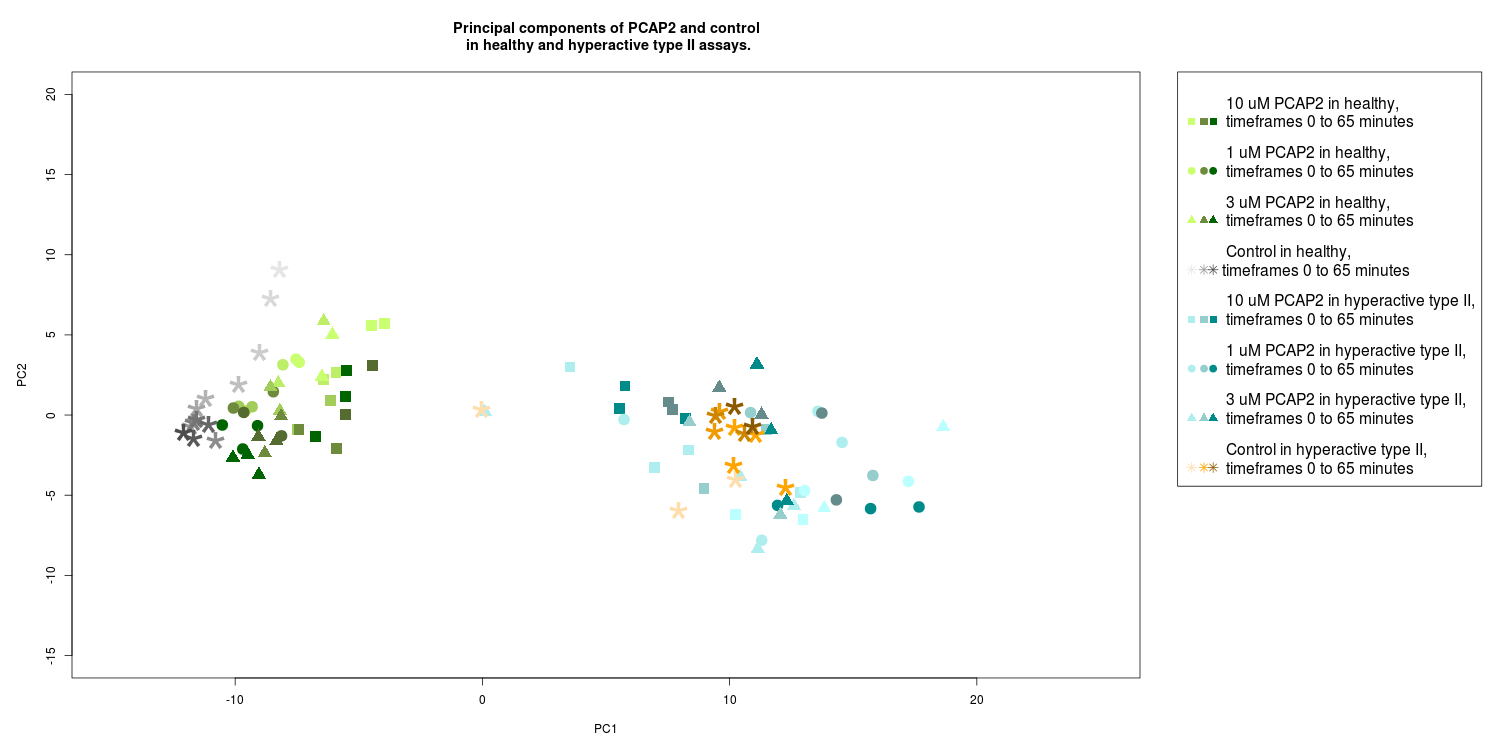 Principal components of PCAP2 and control
in healthy and hyperactive type II assays.
20
15
10
5
0
-5
-10
-15
PC2
-10
0
10
20
PC1
10 uM PCAP2 in healthy,
timeframes 0 to 65 minutes
1 uM PCAP2 in healthy,
timeframes 0 to 65 minutes
3 uM PCAP2 in healthy,
timeframes 0 to 65 minutes
Control in healthy,
timeframes 0 to 65 minutes
10 uM PCAP2 in hyperactive type II,
timeframes 0 to 65 minutes
1 uM PCAP2 in hyperactive type II,
timeframes 0 to 65 minutes
3 uM PCAP2 in hyperactive type II,
timeframes 0 to 65 minutes
Control in hyperactive type II,
timeframes 0 to 65 minutes